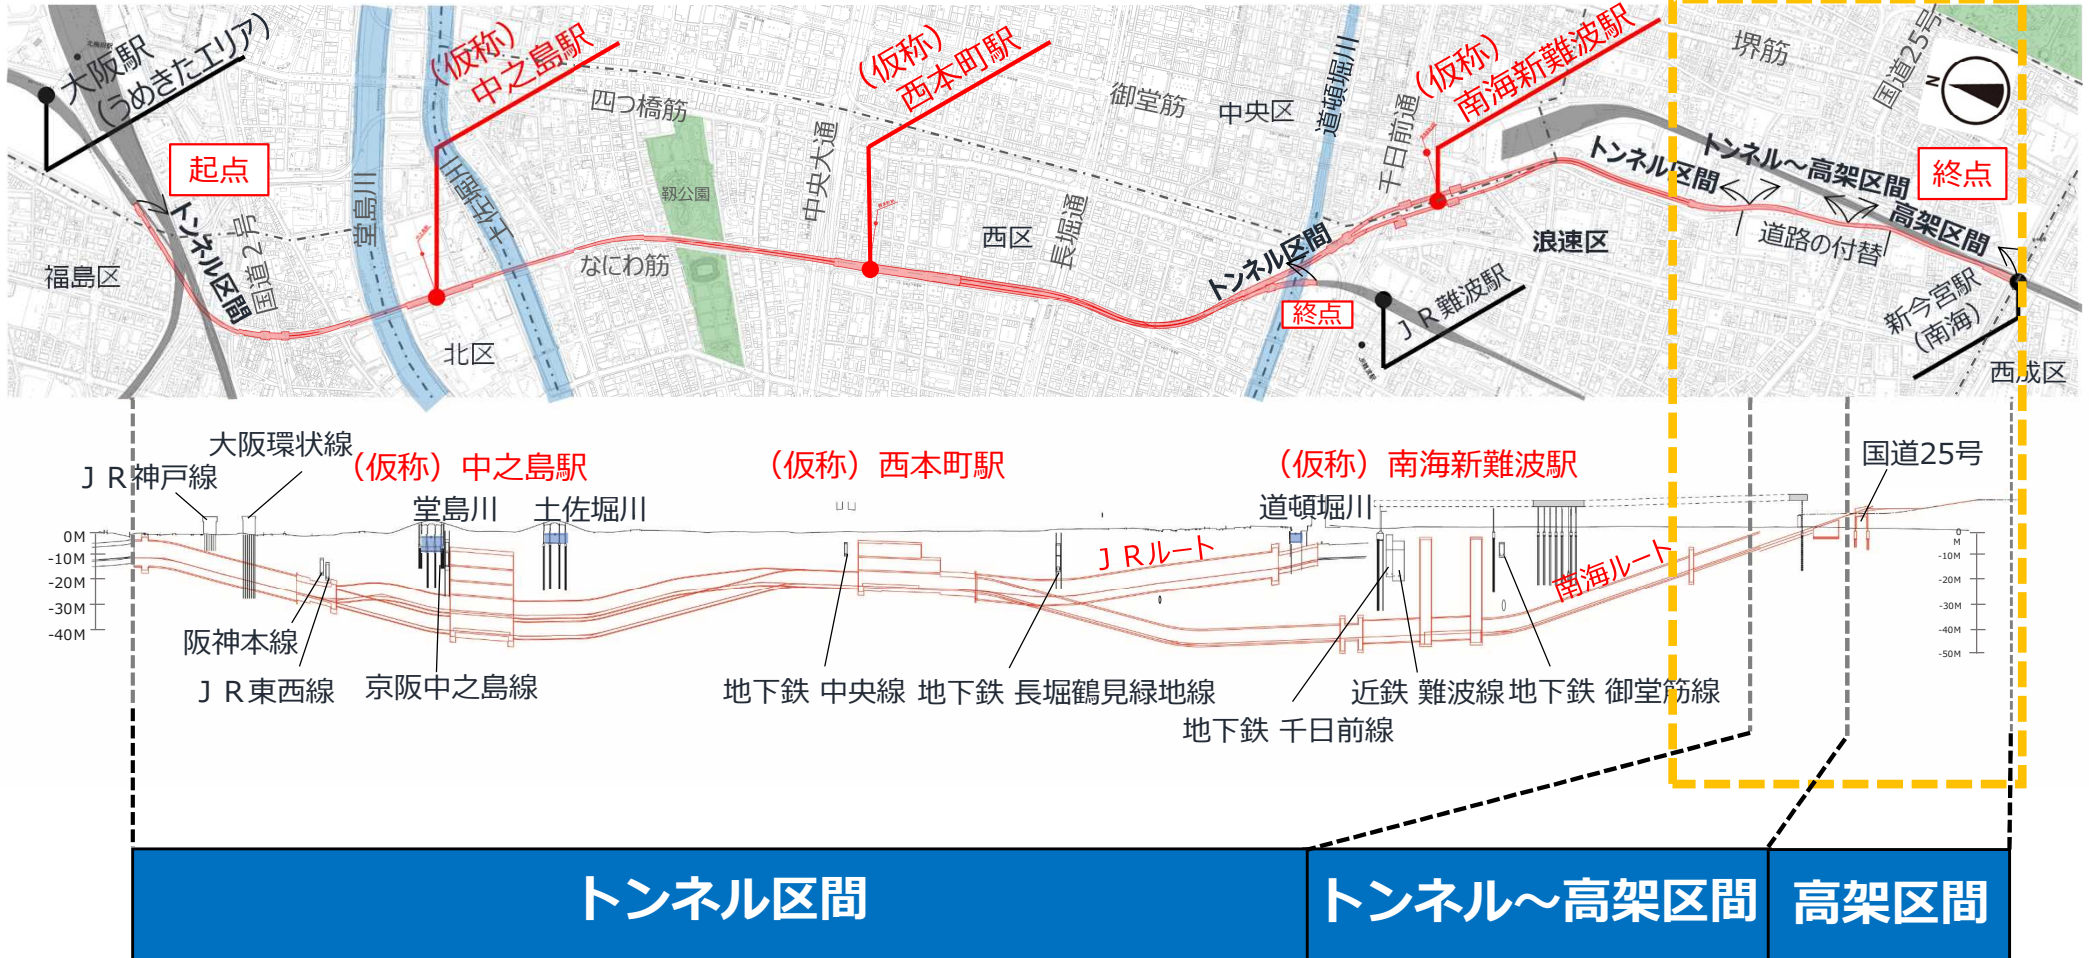 大阪駅
(うめきたエリア)
起点
福島区
トンネル区間
国道2号
堂島川
北区
土佐堀川
(仮称)
中之島駅
四つ橋筋
なにわ筋
靱公園
中央大通
(仮称)
西本町駅
西区
長堀通
御堂筋
中央区
道頓堀川
トンネル区間
終点
JR難波駅
千日前通
(仮称)
南海新難波駅
浪速区
トンネル区間
トンネル～高架区間
高架区間
道路の付替
堺筋
国道25号
N
終点
新今宮駅
(南海)
西成区
JR神戸線
大阪環状線
(仮称)中之島駅
堂島川
土佐堀川
(仮称)西本町駅
(仮称)南海新難波駅
道頓堀川
国道25号
JRルート
南海ルート
0M
-10M
-20M
-30M
-40M
0
M
-10M
-20M
-30M
-40M
-50M
阪神本線
JR東西線
京阪中之島線
地下鉄 中央線
地下鉄 長堀鶴見緑地線
地下鉄 千日前線
近鉄 難波線
地下鉄 御堂筋線
トンネル区間
トンネル～高架区間
高架区間